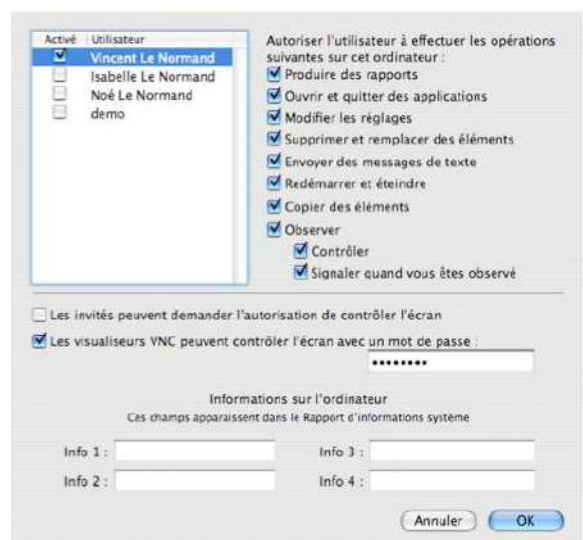 Activé Utilisateur
Vincent Le Normand
Isabelle Le Normand
Noé Le Normand
demo
Autoriser l'utilisateur à effectuer les opérations
suivantes sur cet ordinateur :
Produire des rapports
Ouvrir et quitter des applications
Modifier les réglages
Supprimer et remplacer des éléments
Envoyer des messages de texte
Redémarrer et éteindre
Copier des éléments
Observer
Contrôler
Signaler quand vous êtes observé
Les invités peuvent demander l'autorisation de contrôler l'écran
Les visualiseurs VNC peuvent contrôler l'écran avec un mot de passe :
••••••••
Informations sur l'ordinateur
Ces champs apparaissent dans le Rapport d'informations système
Info 1 :
Info 3 :
Info 2 :
Info 4 :
Annuler
OK